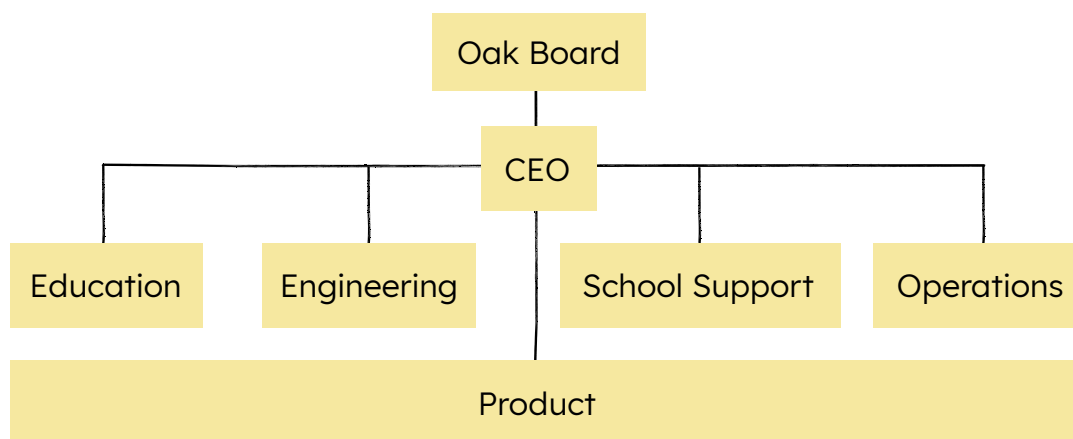 Oak Board
CEO
Education
Engineering
School Support
Operations
Product